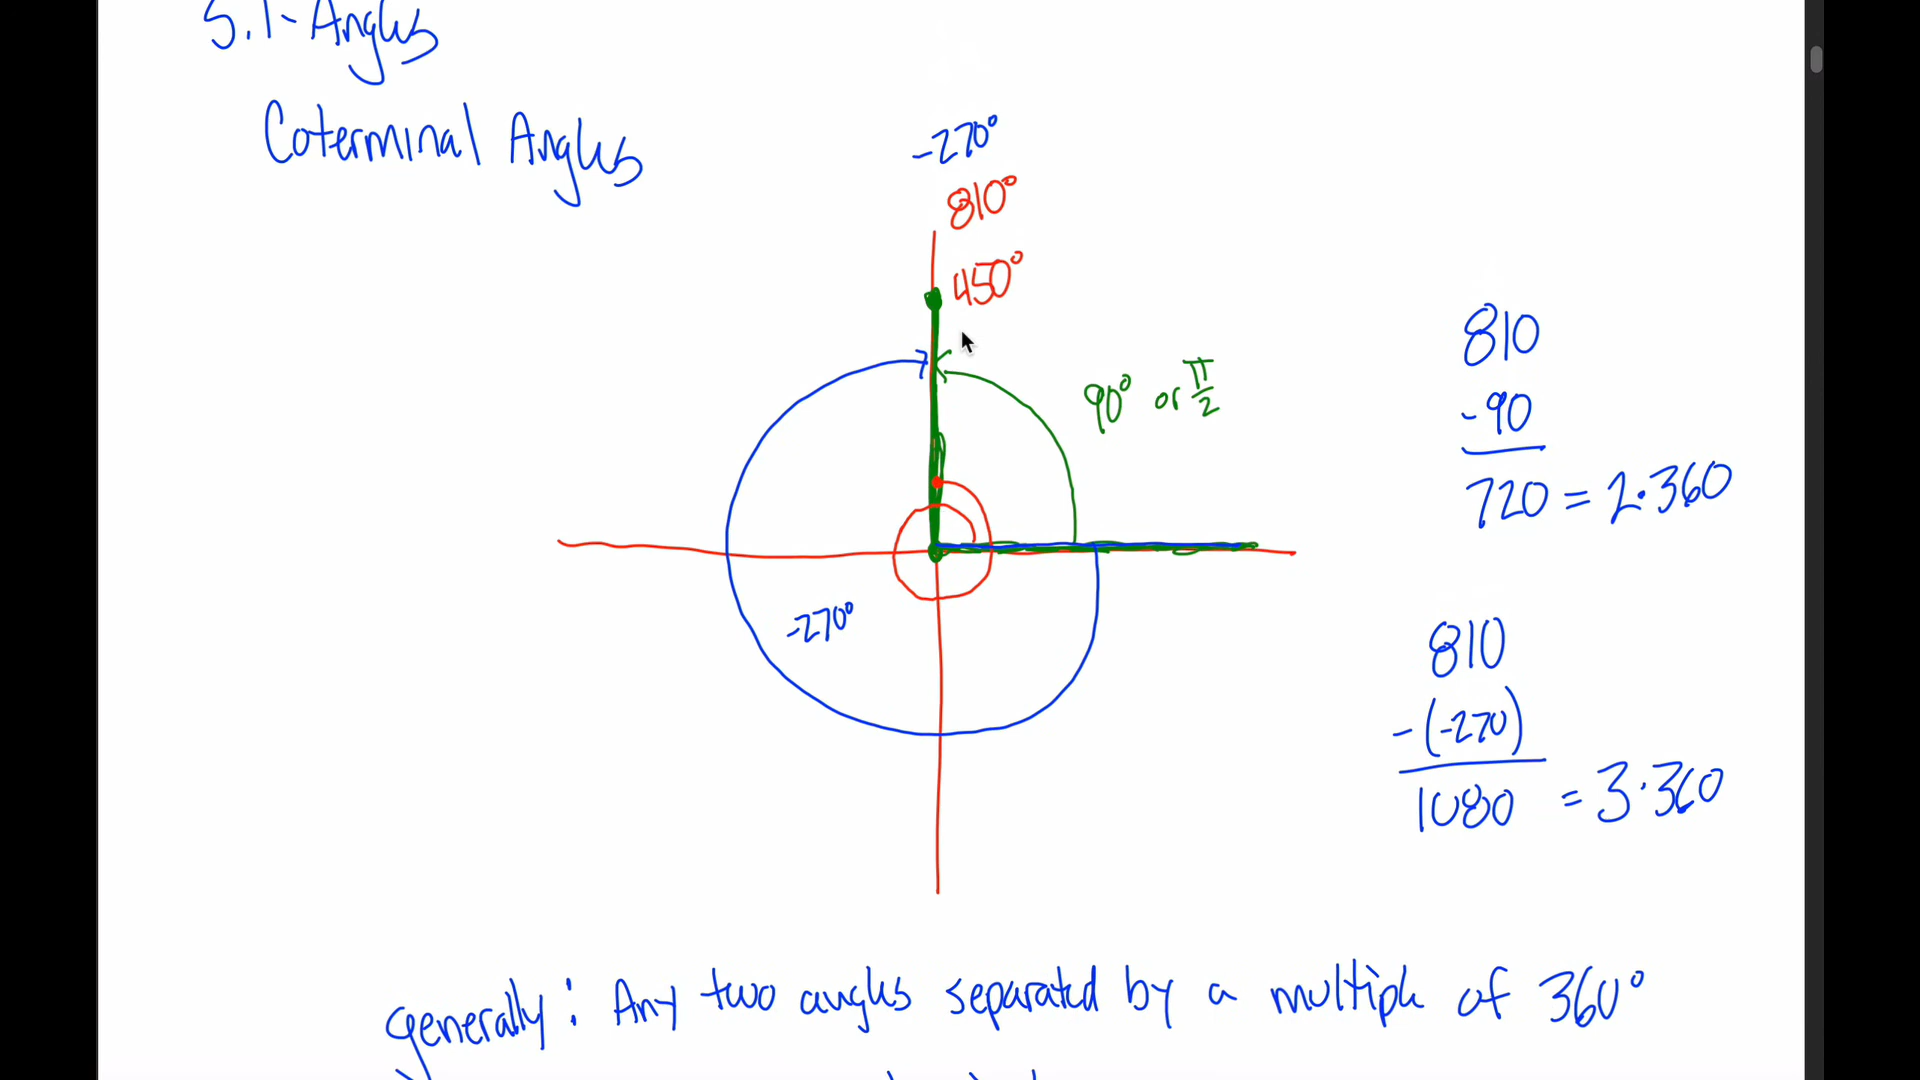 5.1- Angles
Coterminal Angles
-270°
810°
450°
90° or π/2
-270°
810
-90
720 = 2·360
810
-(-270)
1080 = 3·360
generally: Any two angles separated by a multiple of 360°